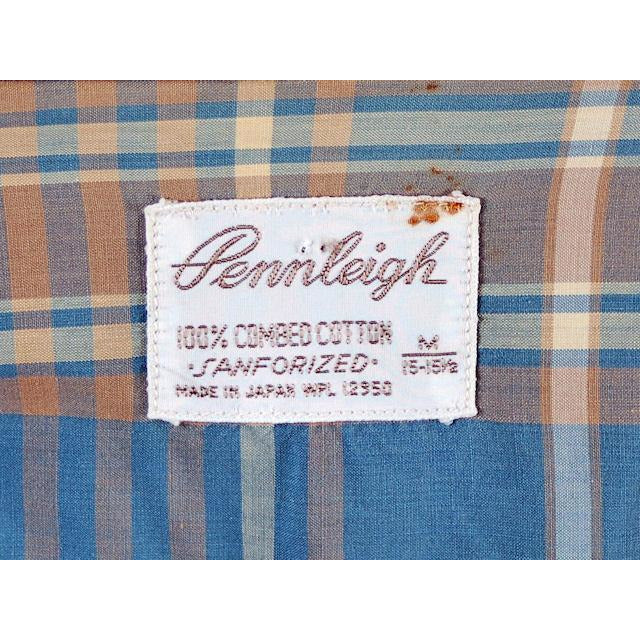 Pennleigh
100% COMBED COTTON
·SANFORIZED·
M
15-15½
MADE IN JAPAN WPL 12950